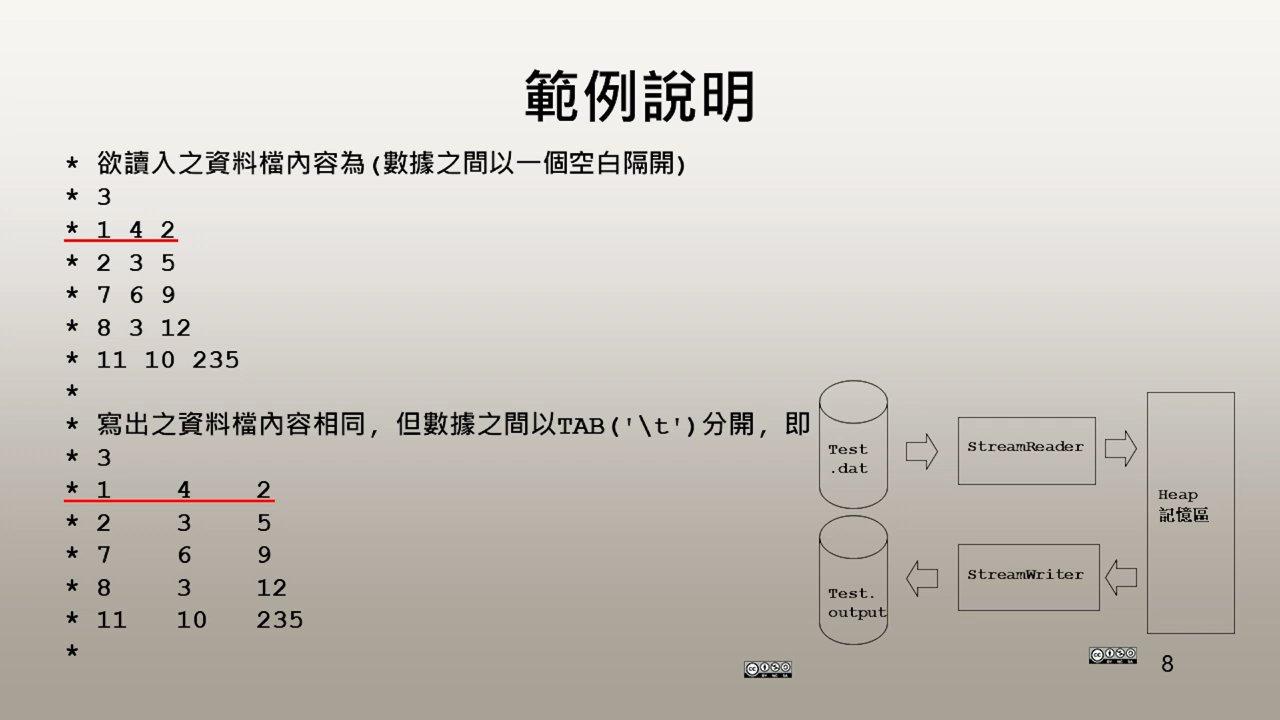 範例說明
* 欲讀入之資料檔內容為(數據之間以一個空白隔開)
* 3
* 1 4 2
* 2 3 5
* 7 6 9
* 8 3 12
* 11 10 235
*
* 寫出之資料檔內容相同, 但數據之間以TAB('\t')分開, 即
* 3
* 1 4 2
* 2 3 5
* 7 6 9
* 8 3 12
* 11 10 235
*
Test
.dat
StreamReader
Heap
記憶區
Test.
output
StreamWriter
8